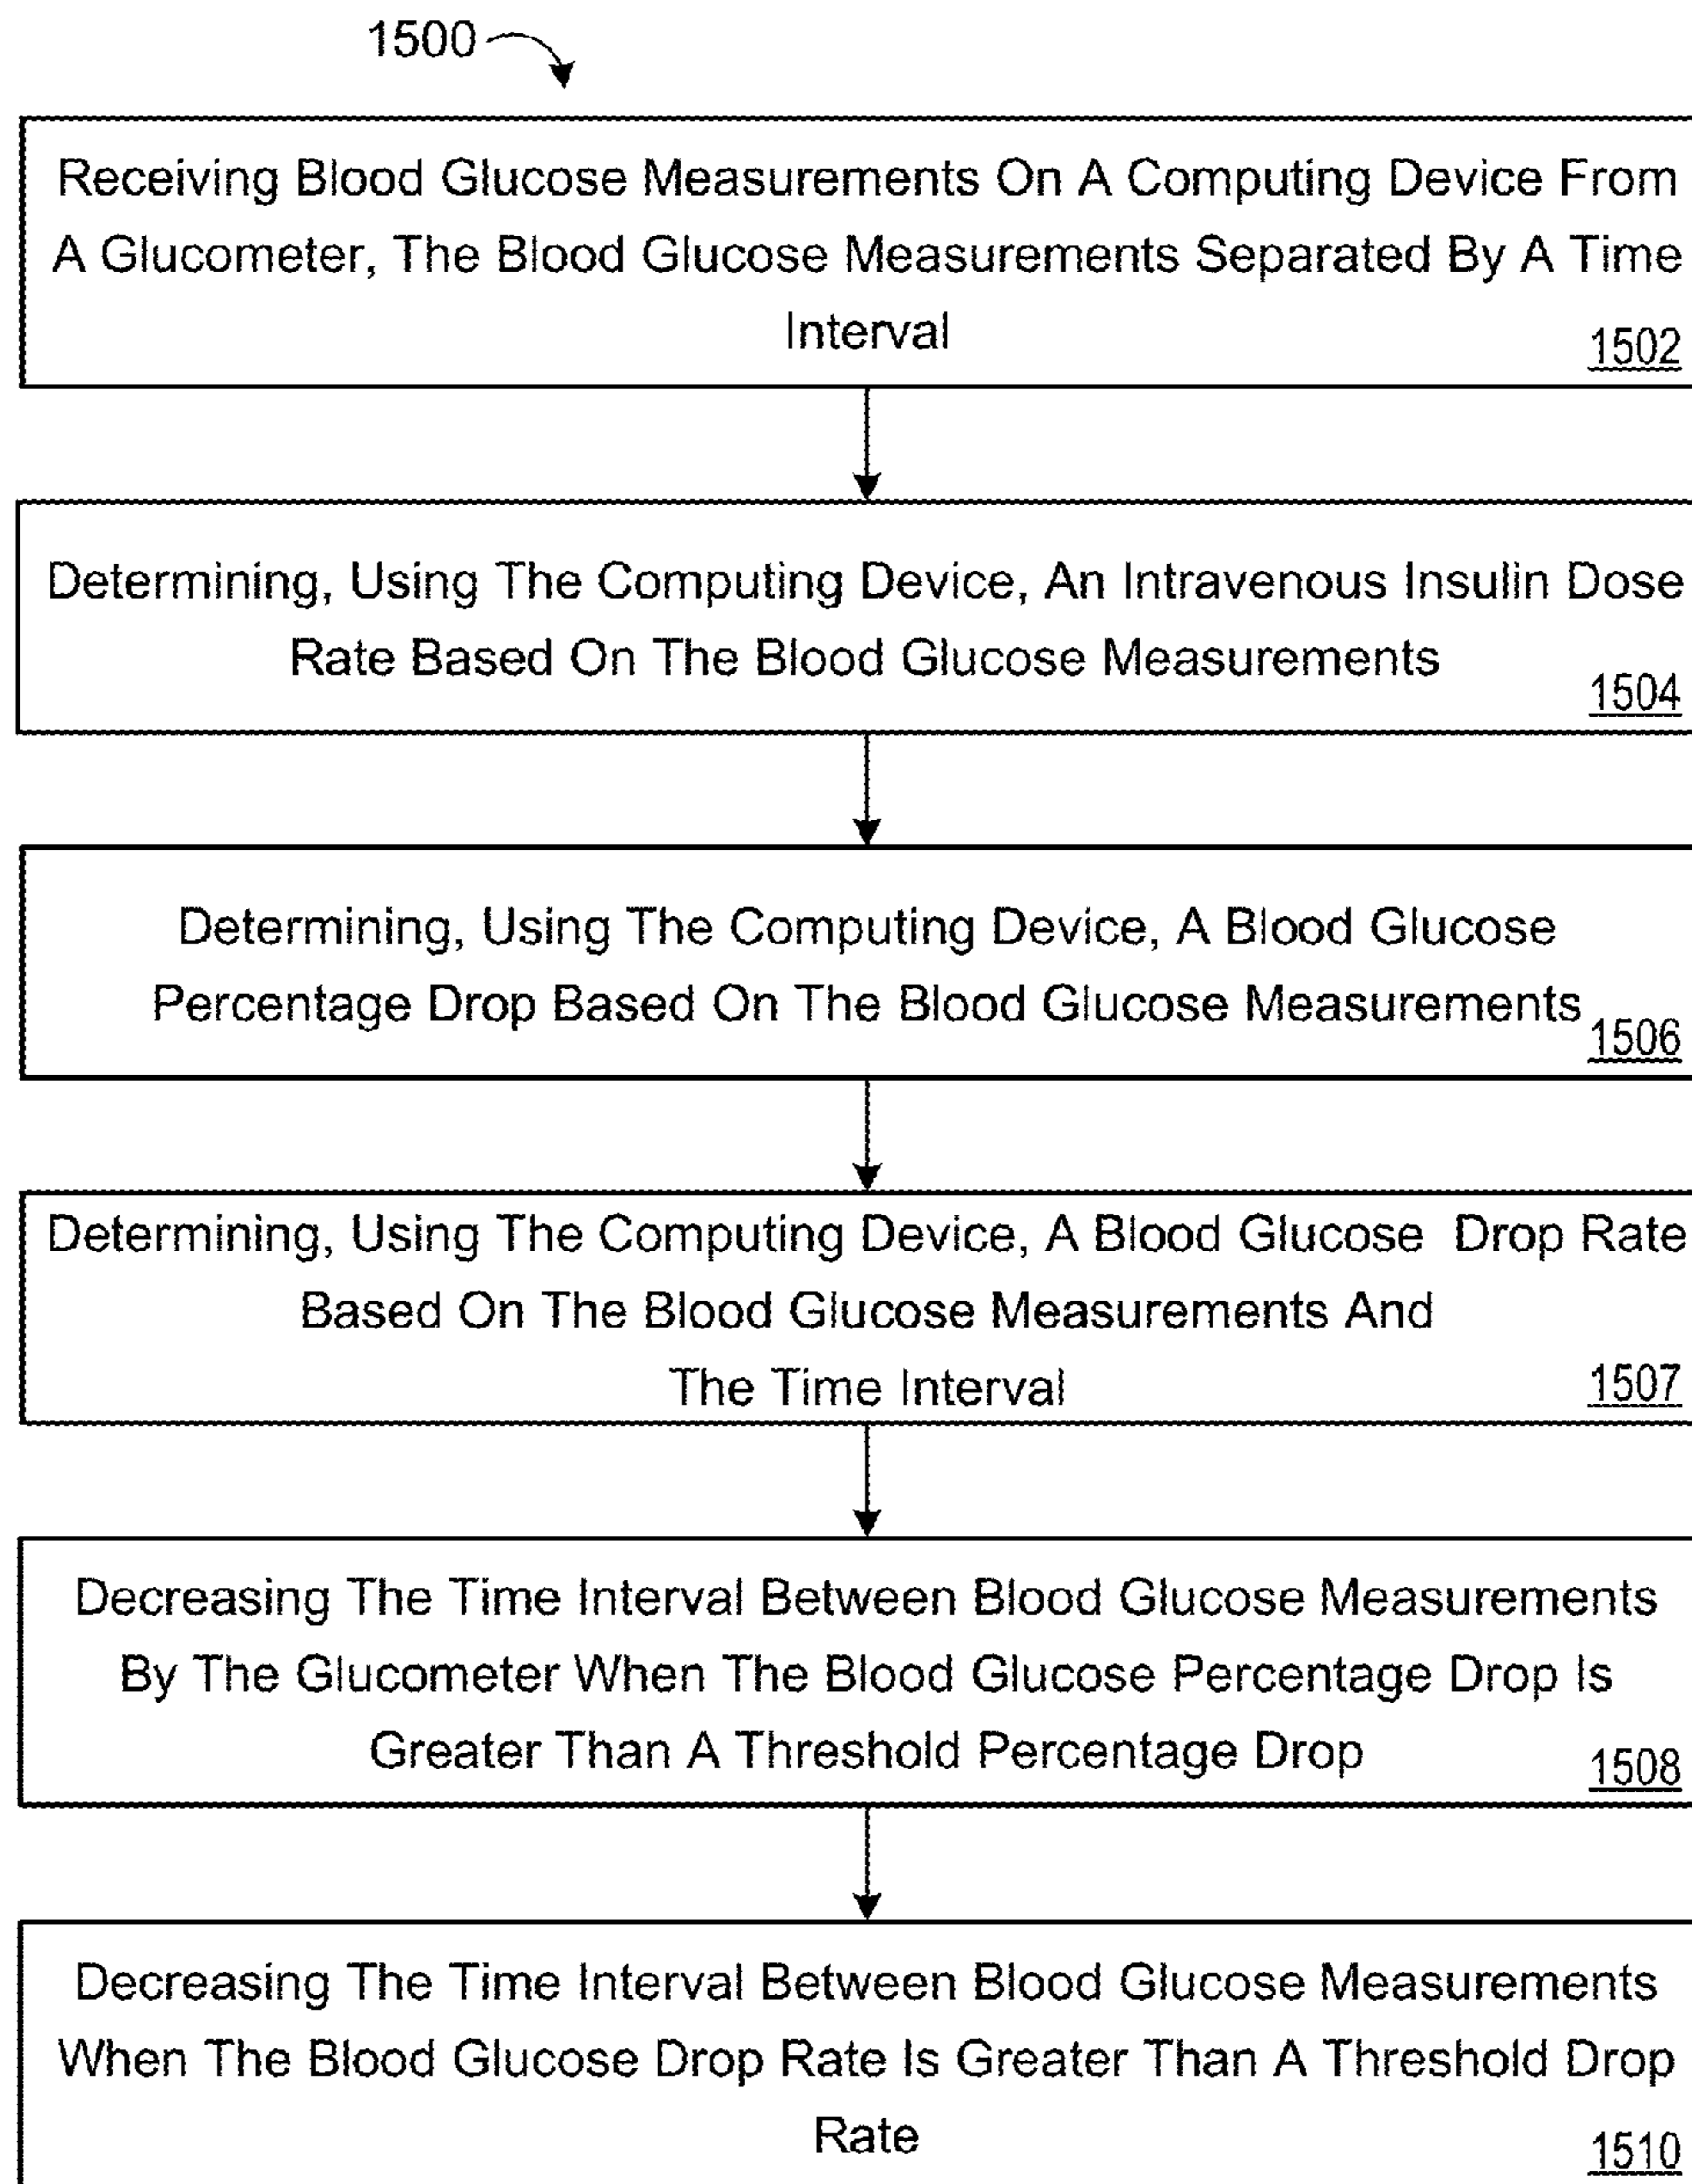 1500
Receiving Blood Glucose Measurements On A Computing Device From
A Glucometer, The Blood Glucose Measurements Separated By A Time
Interval
1502
Determining, Using The Computing Device, An Intravenous Insulin Dose
Rate Based On The Blood Glucose Measurements
1504
Determining, Using The Computing Device, A Blood Glucose
Percentage Drop Based On The Blood Glucose Measurements
1506
Determining, Using The Computing Device, A Blood Glucose Drop Rate
Based On The Blood Glucose Measurements And
The Time Interval
1507
Decreasing The Time Interval Between Blood Glucose Measurements
By The Glucometer When The Blood Glucose Percentage Drop Is
Greater Than A Threshold Percentage Drop
1508
Decreasing The Time Interval Between Blood Glucose Measurements
When The Blood Glucose Drop Rate Is Greater Than A Threshold Drop
Rate
1510